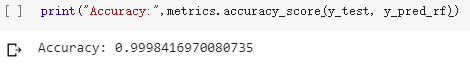 [ ] print("Accuracy:",metrics.accuracy_score(y_test, y_pred_rf))
Accuracy: 0.9998416970080735